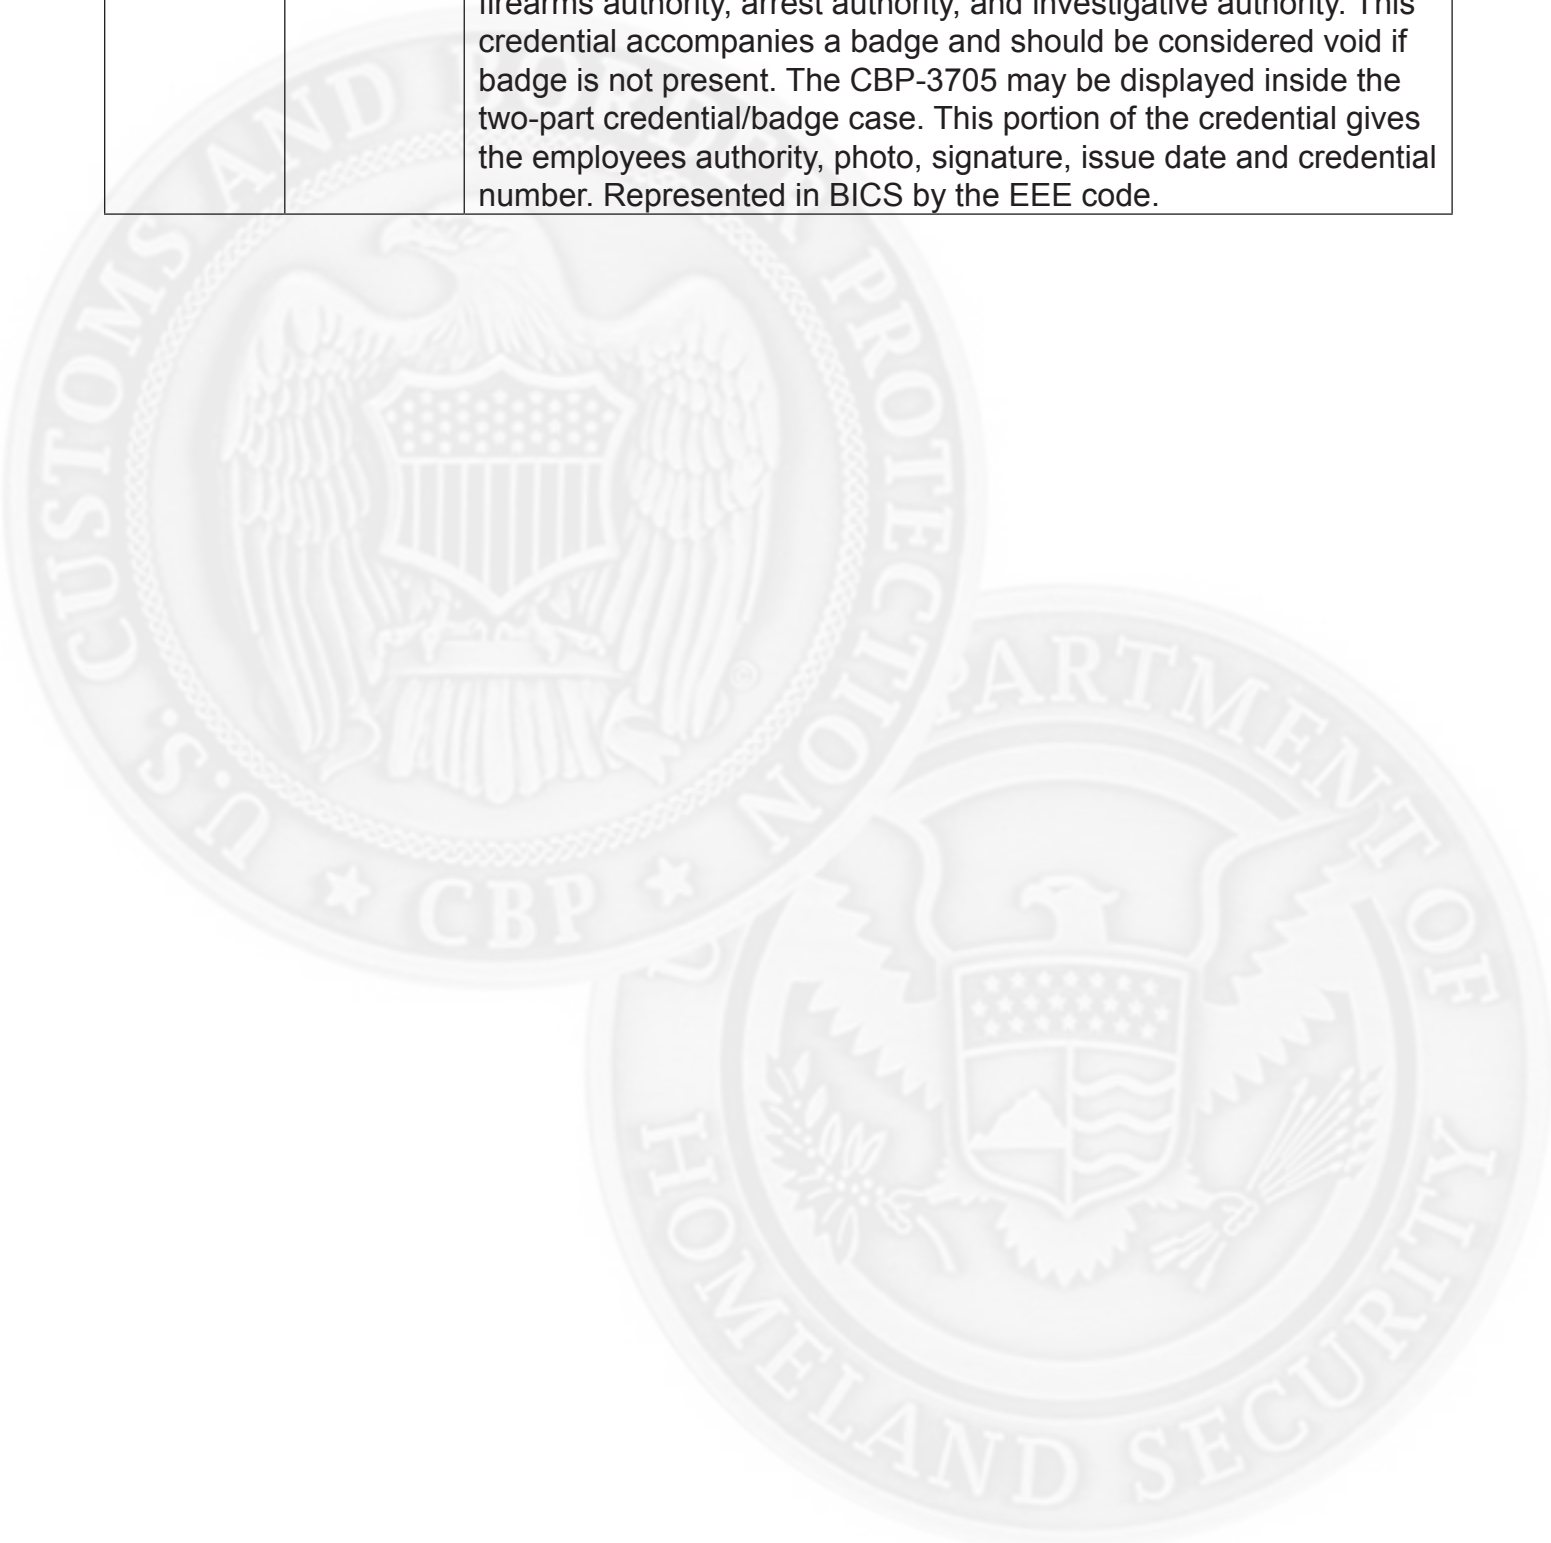 firearms authority, arrest authority, and investigative authority. This
credential accompanies a badge and should be considered void if
badge is not present. The CBP-3705 may be displayed inside the
two-part credential/badge case. This portion of the credential gives
the employees authority, photo, signature, issue date and credential
number. Represented in BICS by the EEE code.
U.S. CUSTOMS AND BORDER PROTECTION
★ CBP ★
PARTMENT OF
HOMELAND SECURITY